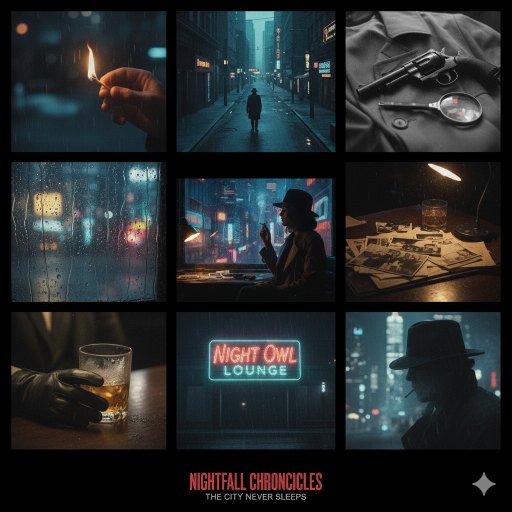 NIGHT OWL
LOUNGE
NIGHTFALL CHRONCICLES
THE CITY NEVER SLEEPS